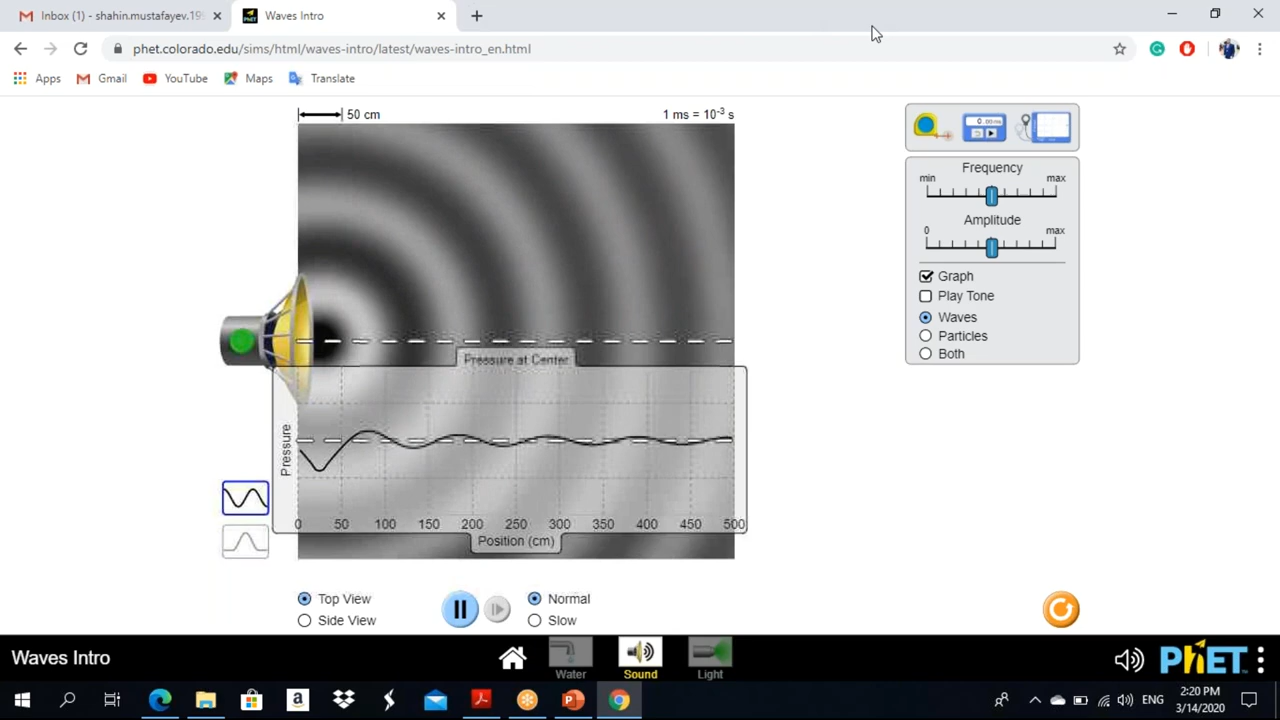 Inbox (1) - shahin.mustafayev.19
Waves Intro
phet.colorado.edu/sims/html/waves-intro/latest/waves-intro_en.html
Apps Gmail YouTube Maps Translate
50 cm
1 ms = 10⁻³ s
Frequency
min max
Amplitude
0 max
Graph
Play Tone
Waves
Particles
Both
Pressure at Center
Pressure
0 50 100 150 200 250 300 350 400 450 500
Position (cm)
Top View
Side View
Normal
Slow
Waves Intro
Water
Sound
Light
PhET
ENG
2:20 PM
3/14/2020